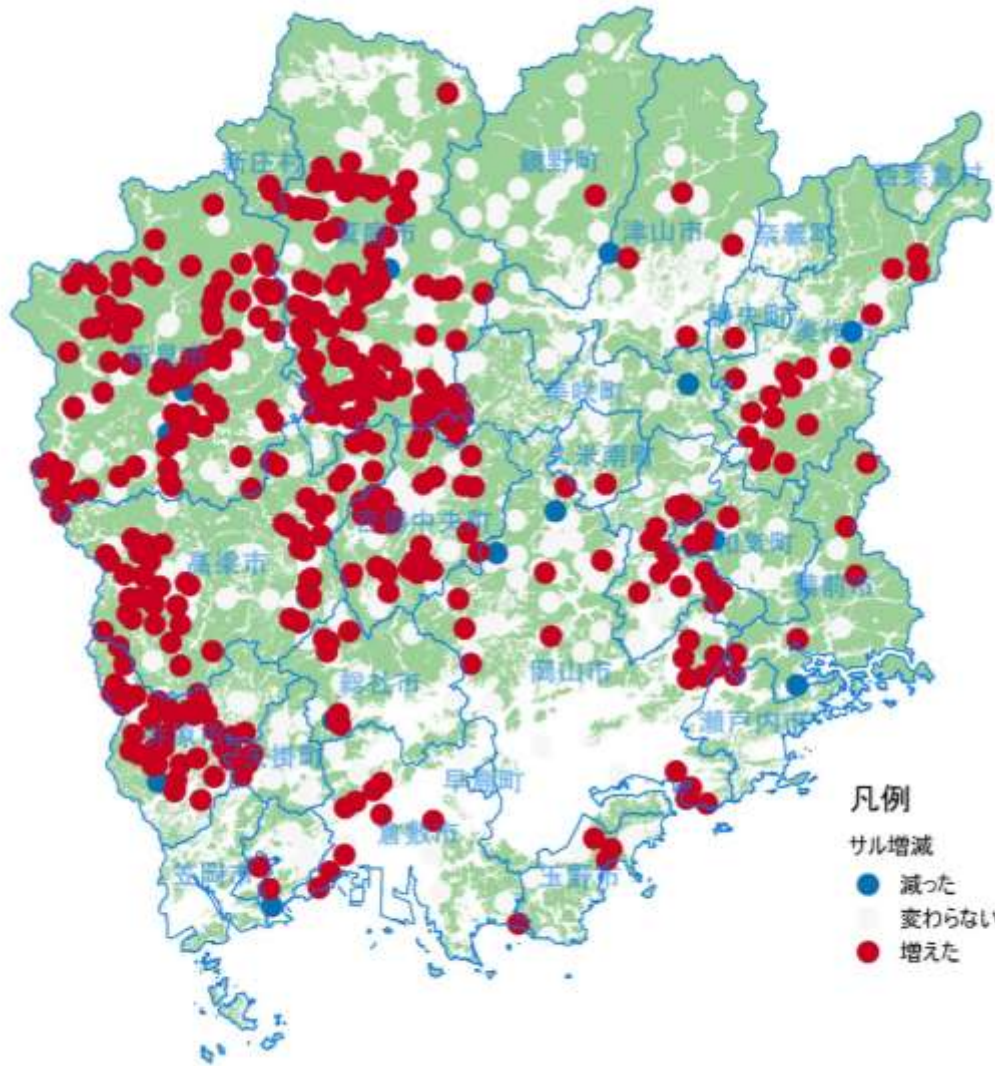 新庄村
鏡野町
西粟倉村
真庭市
津山市
奈義町
勝央町
美作市
新見市
美咲町
久米南町
吉備中央町
和気町
高梁市
備前市
総社市
岡山市
瀬戸内市
井原市
矢掛町
早島町
倉敷市
笠岡市
玉野市
凡例
サル増減
減った
変わらない
増えた